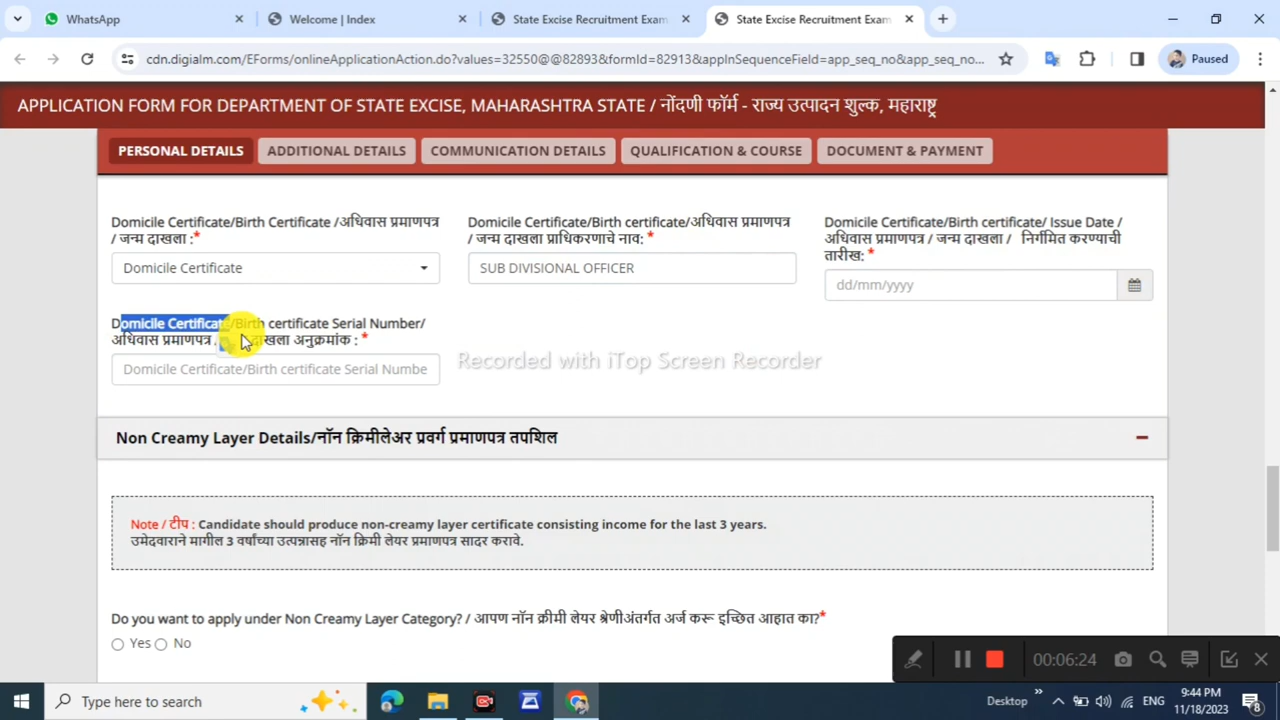 WhatsApp
Welcome | Index
State Excise Recruitment Exam
State Excise Recruitment Exam
cdn.digialm.com/EForms/onlineApplicationAction.do?values=32550@@82893&formId=82913&appInSequenceField=app_seq_no&app_seq_no...
Paused
APPLICATION FORM FOR DEPARTMENT OF STATE EXCISE, MAHARASHTRA STATE / नोंदणी फॉर्म - राज्य उत्पादन शुल्क, महाराष्ट्र
PERSONAL DETAILS
ADDITIONAL DETAILS
COMMUNICATION DETAILS
QUALIFICATION & COURSE
DOCUMENT & PAYMENT
Domicile Certificate/Birth Certificate /अधिवास प्रमाणपत्र
/ जन्म दाखला :*
Domicile Certificate
Domicile Certificate/Birth certificate/अधिवास प्रमाणपत्र
/ जन्म दाखला प्राधिकरणाचे नाव: *
SUB DIVISIONAL OFFICER
Domicile Certificate/Birth certificate/ Issue Date /
अधिवास प्रमाणपत्र / जन्म दाखला / निर्गमित करण्याची
तारीख: *
dd/mm/yyyy
Domicile Certificate/Birth certificate Serial Number/
अधिवास प्रमाणपत्र / दाखला अनुक्रमांक : *
Domicile Certificate/Birth certificate Serial Numbe
Recorded with iTop Screen Recorder
Non Creamy Layer Details/नॉन क्रिमीलेअर प्रवर्ग प्रमाणपत्र तपशिल
Note / टीप : Candidate should produce non-creamy layer certificate consisting income for the last 3 years.
उमेदवाराने मागील 3 वर्षांच्या उत्पन्नासह नॉन क्रिमी लेयर प्रमाणपत्र सादर करावे.
Do you want to apply under Non Creamy Layer Category? / आपण नॉन क्रीमी लेयर श्रेणीअंतर्गत अर्ज करू इच्छित आहात का?*
Yes No
00:06:24
Type here to search
Desktop
ENG
9:44 PM
11/18/2023
8